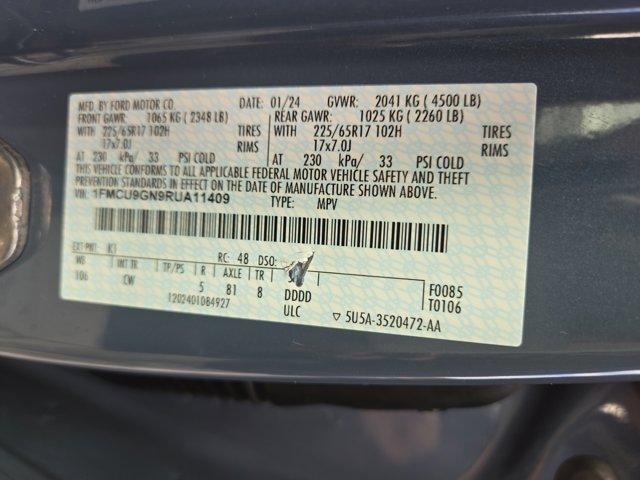 MFD. BY FORD MOTOR CO. 01/24 GVWR: 2041 KG ( 4500 LB)
FRONT GAWR: 1065 KG ( 2348 LB) REAR GAWR: 1025 KG ( 2260 LB)
WITH 225/65R17 102H TIRES WITH 225/65R17 102H TIRES
17x7.0J RIMS 17x7.0J RIMS
AT 230 kPa/ 33 PSI COLD AT 230 kPa/ 33 PSI COLD
THIS VEHICLE CONFORMS TO ALL APPLICABLE FEDERAL MOTOR VEHICLE SAFETY AND THEFT
PREVENTION STANDARDS IN EFFECT ON THE DATE OF MANUFACTURE SHOWN ABOVE.
VIN: 1FMCU9GN9RUA11409 TYPE: MPV
EXT PNT: K1 RC: 48 DSO:
WB INT TR TP/PS R AXLE TR
106 CW 5 81 8 DDDD F0085
1202401084927 ULC T0106
▽ 5U5A-3520472-AA